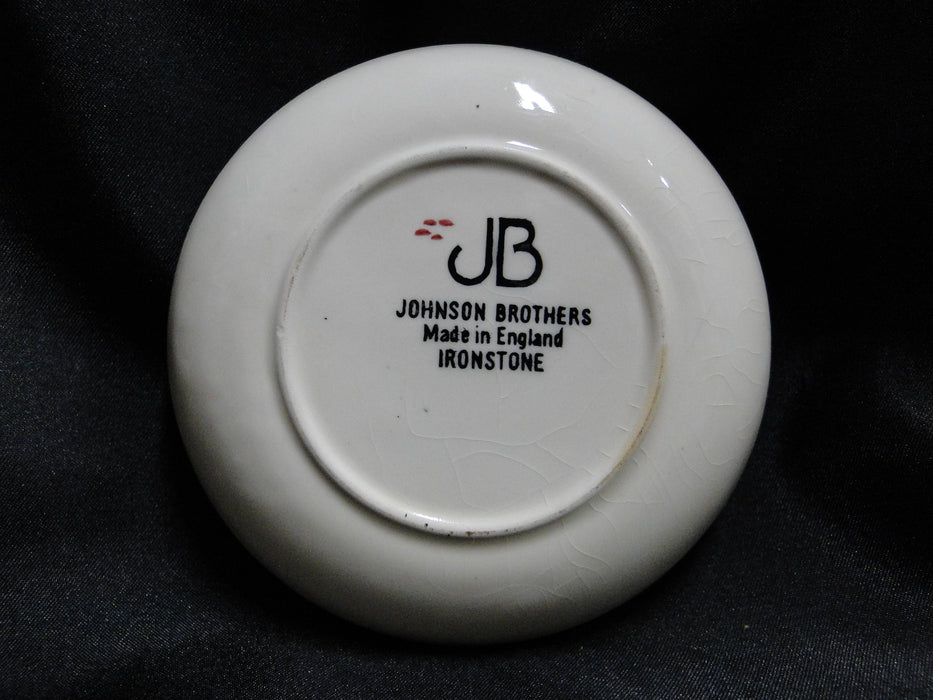 JB
JOHNSON BROTHERS
Made in England
IRONSTONE